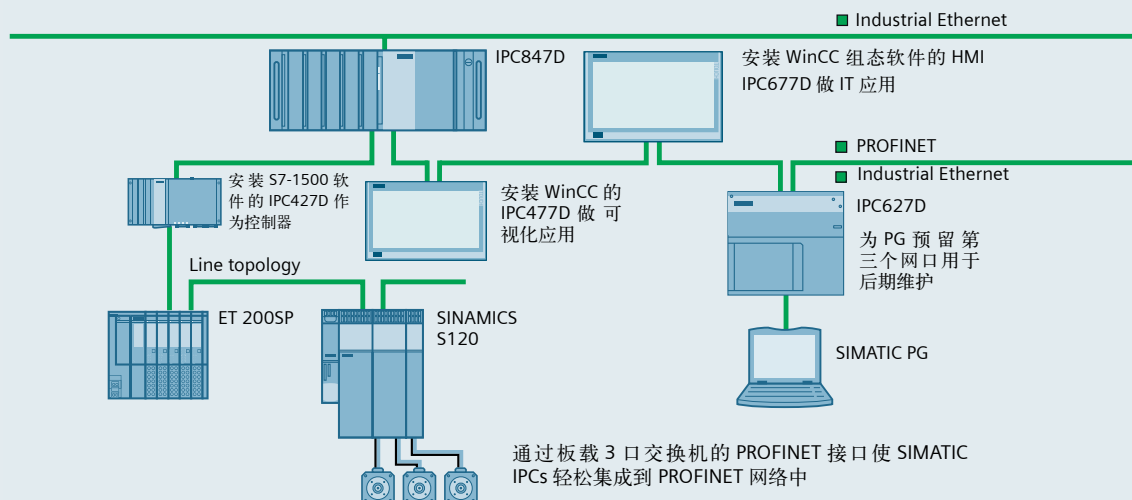 Industrial Ethernet
IPC847D
安装 WinCC 组态软件的 HMI
IPC677D 做 IT 应用
PROFINET
Industrial Ethernet
安装 S7-1500 软
件的 IPC427D 作
为控制器
安装 WinCC 的
IPC477D 做 可
视化应用
IPC627D
为 PG 预 留 第
三个网口用于
后期维护
Line topology
ET 200SP
SINAMICS
S120
SIMATIC PG
通过板载 3 口交换机的 PROFINET 接口使 SIMATIC
IPCs 轻松集成到 PROFINET 网络中